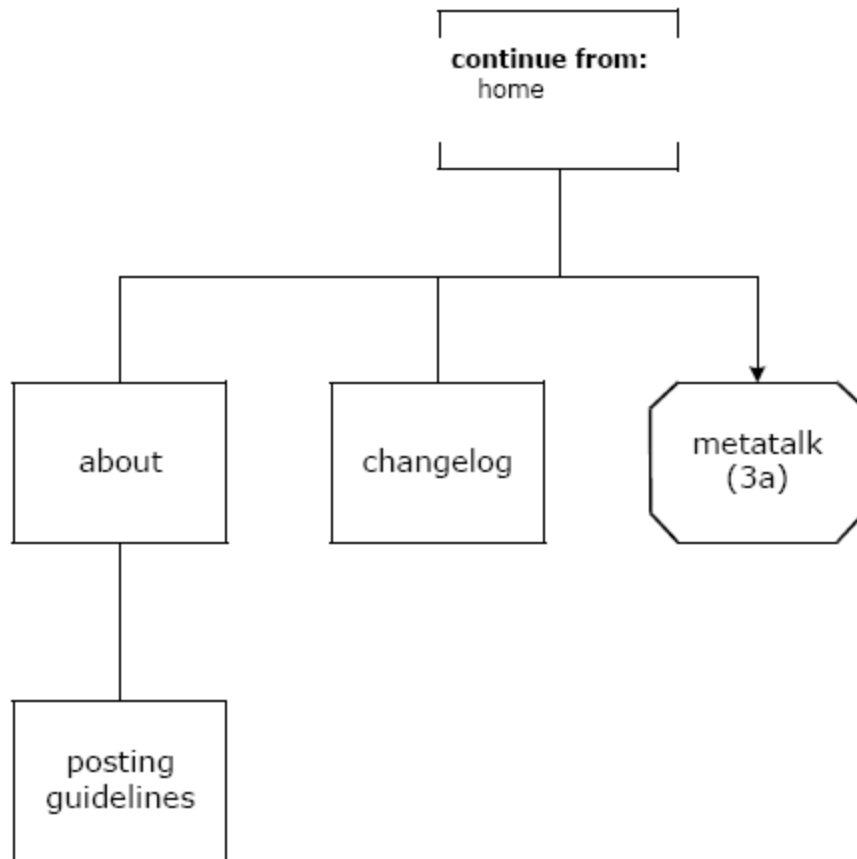 continue from:
home
about
changelog
metatalk
(3a)
posting
guidelines